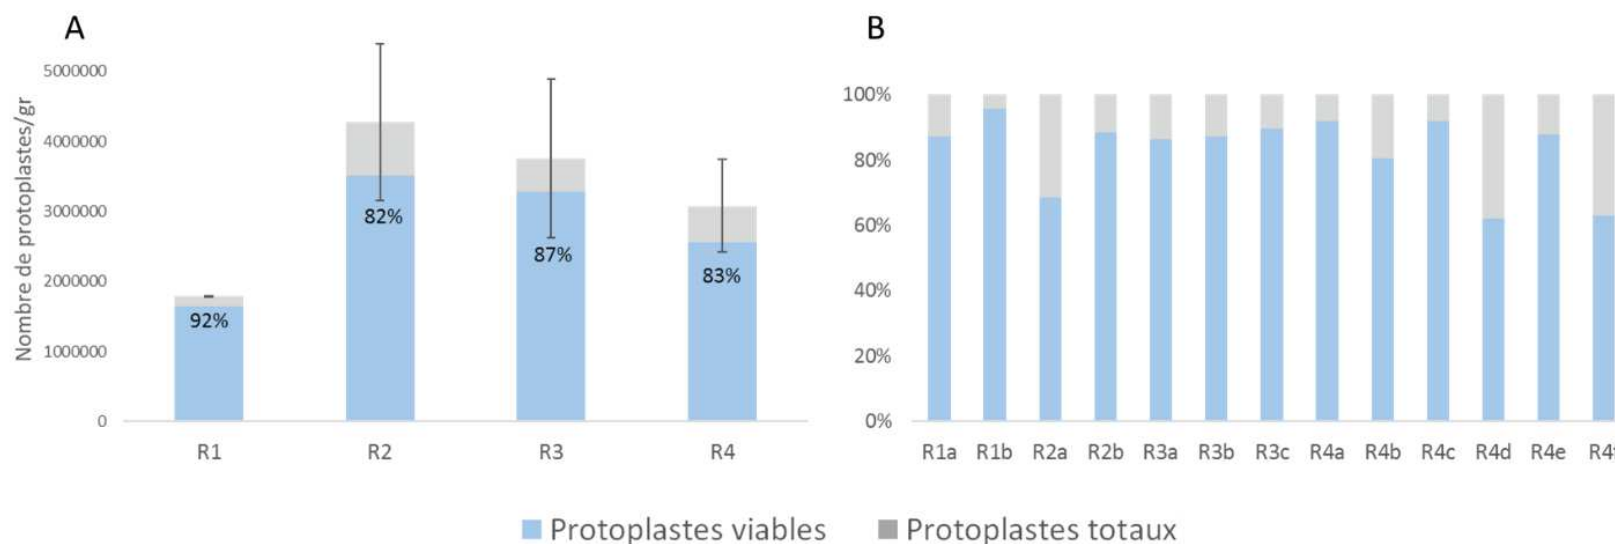 A
Nombre de protoplastes/gr
5000000
4000000
3000000
2000000
1000000
0
92%
82%
87%
83%
R1 R2 R3 R4
B
100%
80%
60%
40%
20%
0%
R1a R1b R2a R2b R3a R3b R3c R4a R4b R4c R4d R4e
Protoplastes viables Protoplastes totaux